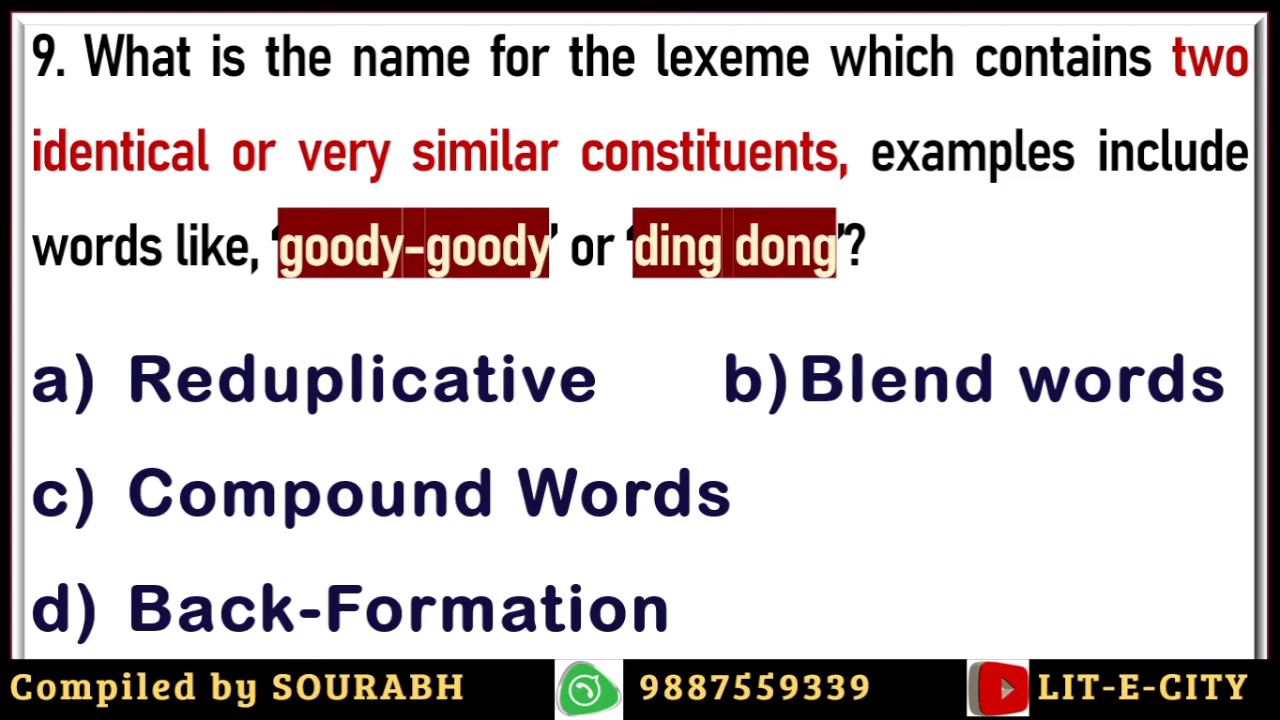 9. What is the name for the lexeme which contains two
identical or very similar constituents, examples include
words like, ‘goody-goody’ or ‘ding dong’?
a) Reduplicative b) Blend words
c) Compound Words
d) Back-Formation
Compiled by SOURABH 9887559339 LIT-E-CITY